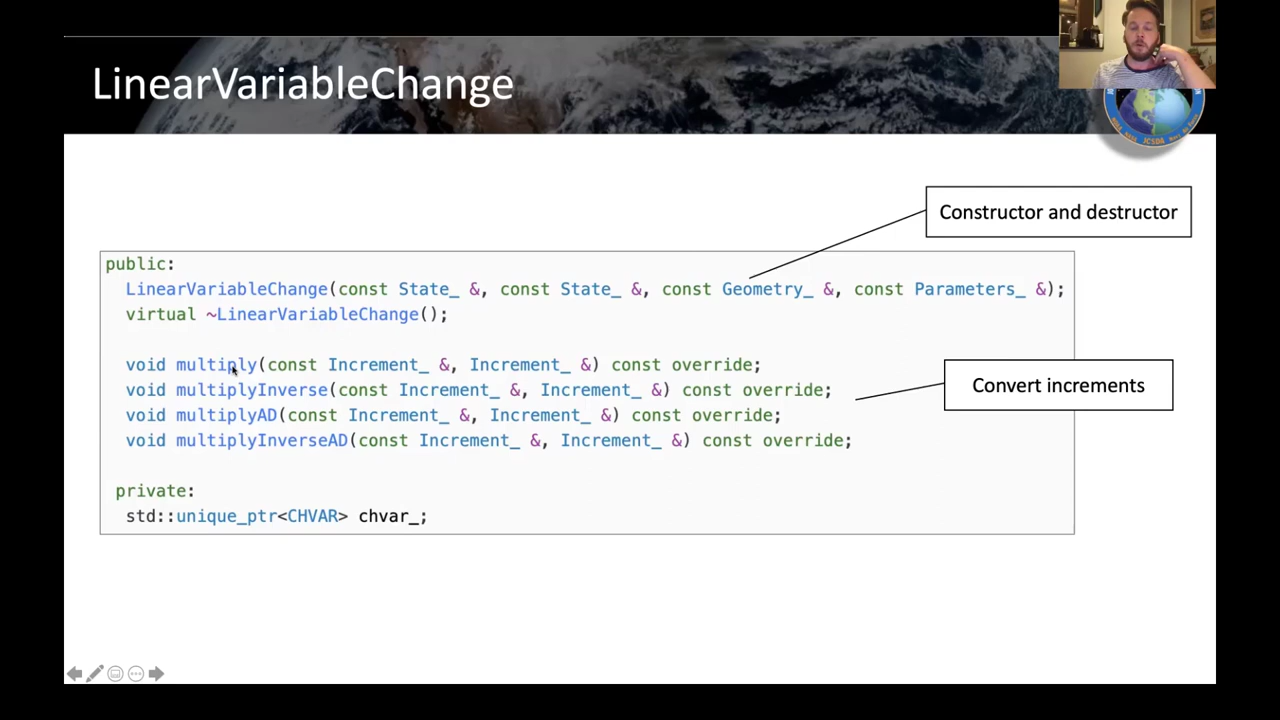 LinearVariableChange
Constructor and destructor
public:
LinearVariableChange(const State_ &, const State_ &, const Geometry_ &, const Parameters_ &);
virtual ~LinearVariableChange();
void multiply(const Increment_ &, Increment_ &) const override;
void multiplyInverse(const Increment_ &, Increment_ &) const override;
void multiplyAD(const Increment_ &, Increment_ &) const override;
void multiplyInverseAD(const Increment_ &, Increment_ &) const override;
Convert increments
private:
std::unique_ptr<CHVAR> chvar_;
JCSDA